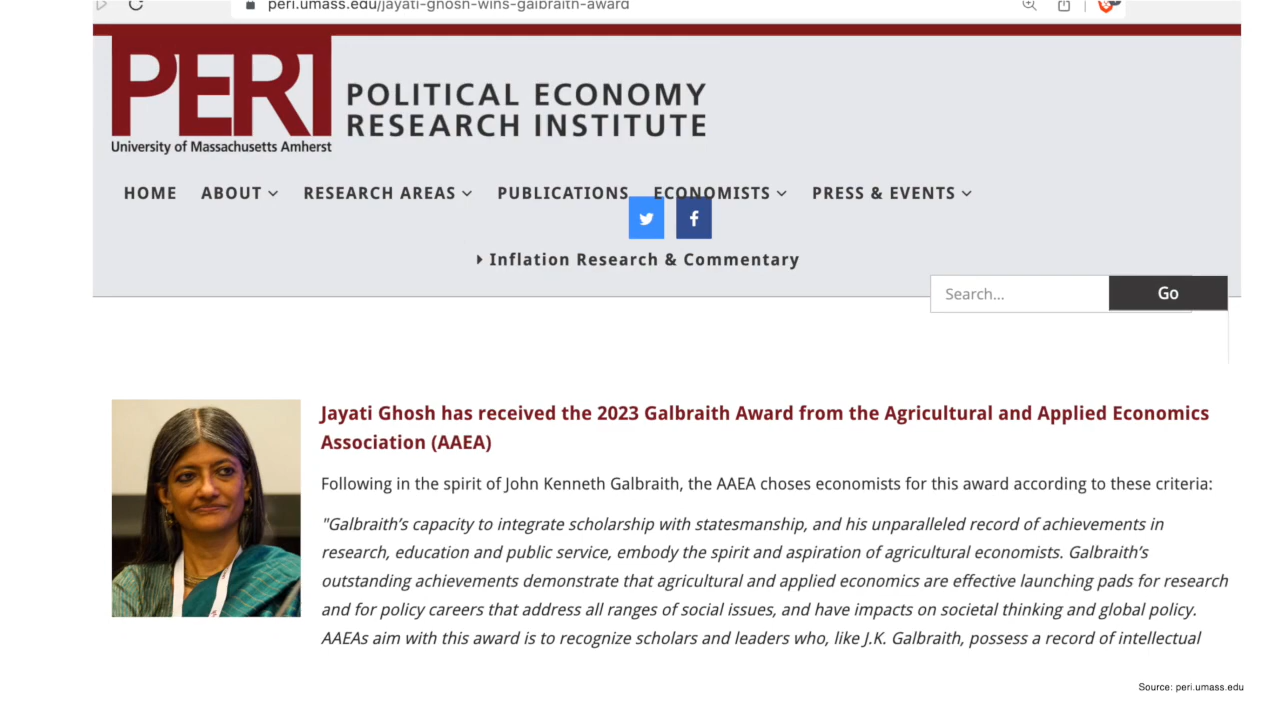 peri.umass.edu/jayati-ghosh-wins-galbraith-award
PERI
University of Massachusetts Amherst
POLITICAL ECONOMY
RESEARCH INSTITUTE
HOME ABOUT RESEARCH AREAS PUBLICATIONS ECONOMISTS PRESS & EVENTS
Inflation Research & Commentary
Search... Go
Jayati Ghosh has received the 2023 Galbraith Award from the Agricultural and Applied Economics
Association (AAEA)
Following in the spirit of John Kenneth Galbraith, the AAEA choses economists for this award according to these criteria:
"Galbraith’s capacity to integrate scholarship with statesmanship, and his unparalleled record of achievements in
research, education and public service, embody the spirit and aspiration of agricultural economists. Galbraith’s
outstanding achievements demonstrate that agricultural and applied economics are effective launching pads for research
and for policy careers that address all ranges of social issues, and have impacts on societal thinking and global policy.
AAEAs aim with this award is to recognize scholars and leaders who, like J.K. Galbraith, possess a record of intellectual
Source: peri.umass.edu